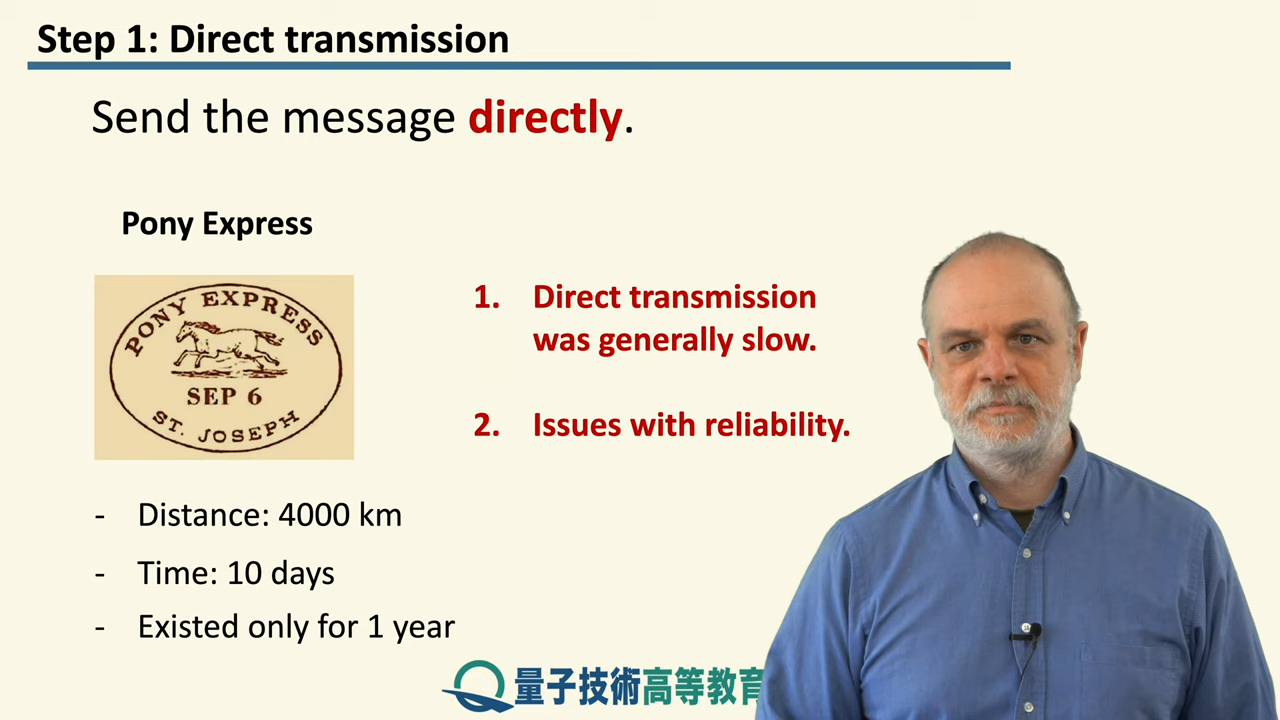 Step 1: Direct transmission
Send the message directly.
Pony Express
PONY EXPRESS
SEP 6
ST. JOSEPH
1. Direct transmission
was generally slow.
2. Issues with reliability.
- Distance: 4000 km
- Time: 10 days
- Existed only for 1 year
量子技術高等教育